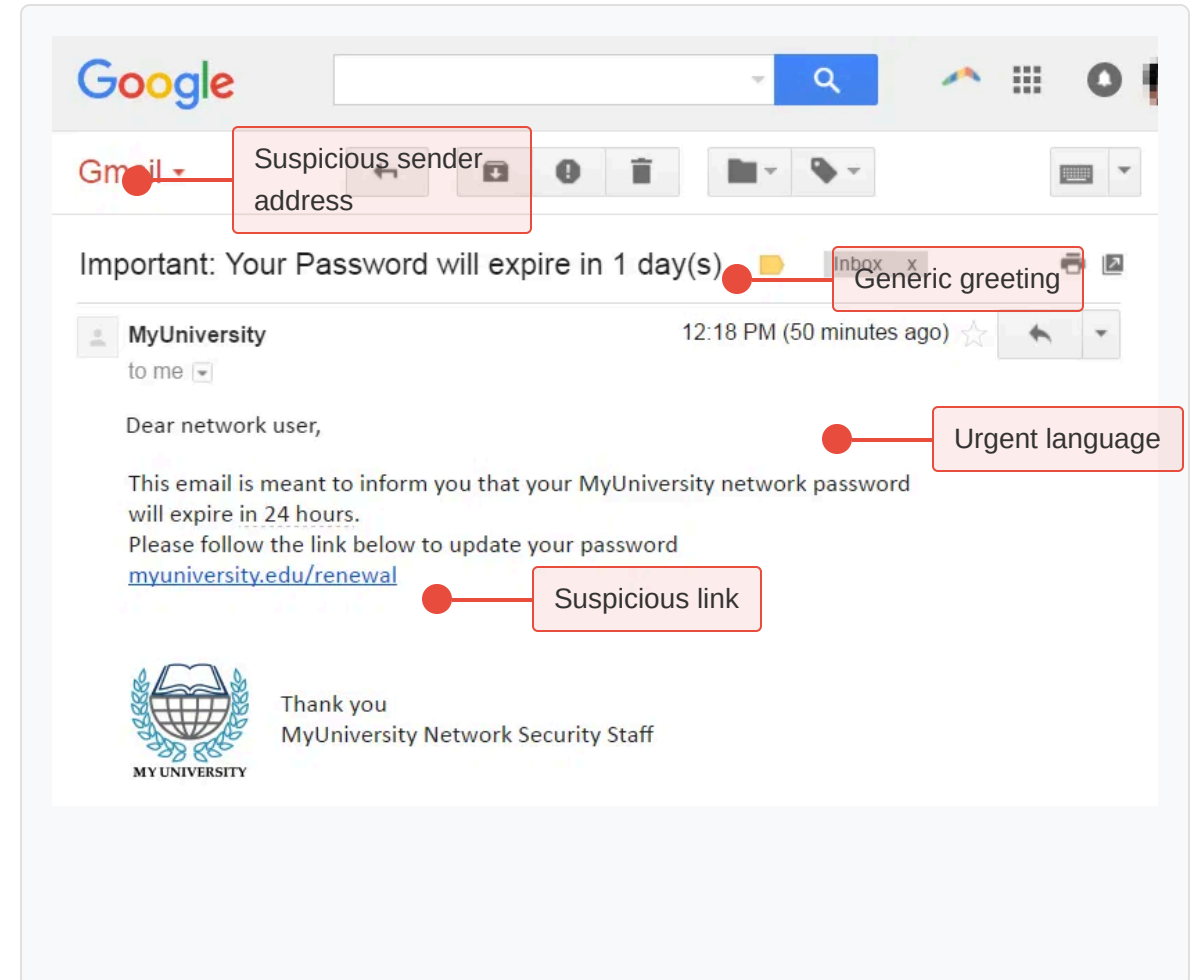 Google
Gmail
Suspicious sender
address
Important: Your Password will expire in 1 day(s)
Inbox x
Generic greeting
MyUniversity
12:18 PM (50 minutes ago)
to me
Dear network user,
Urgent language
This email is meant to inform you that your MyUniversity network password
will expire in 24 hours.
Please follow the link below to update your password
myuniversity.edu/renewal
Suspicious link
Thank you
MyUniversity Network Security Staff
MY UNIVERSITY